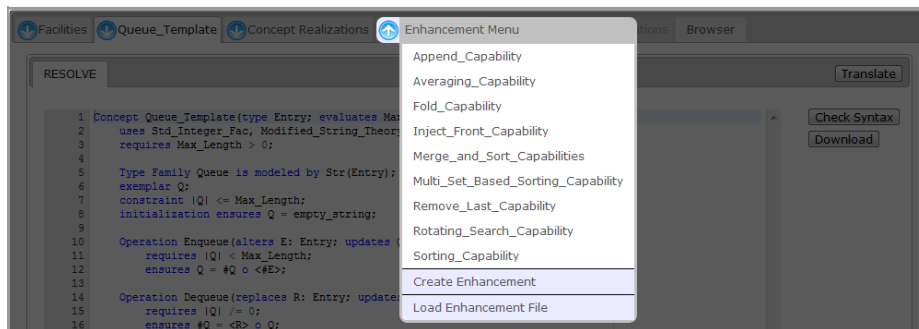 Facilities Queue_Template Concept Realizations Enhancement Menu tions Browser
RESOLVE
Translate
Check Syntax
Download
1 Concept Queue_Template(type Entry; evaluates Ma
2 uses Std_Integer_Fac, Modified_String_Theory
3 requires Max_Length > 0;
4
5 Type Family Queue is modeled by Str(Entry);
6 exemplar Q;
7 constraint |Q| <= Max_Length;
8 initialization ensures Q = empty_string;
9
10 Operation Enqueue(alters E: Entry; updates
11 requires |Q| < Max_Length;
12 ensures Q = #Q o <#E>;
13
14 Operation Dequeue(replaces R: Entry; update
15 requires |Q| /= 0;
16 ensures #Q = <R> o Q;
Append_Capability
Averaging_Capability
Fold_Capability
Inject_Front_Capability
Merge_and_Sort_Capabilities
Multi_Set_Based_Sorting_Capability
Remove_Last_Capability
Rotating_Search_Capability
Sorting_Capability
Create Enhancement
Load Enhancement File